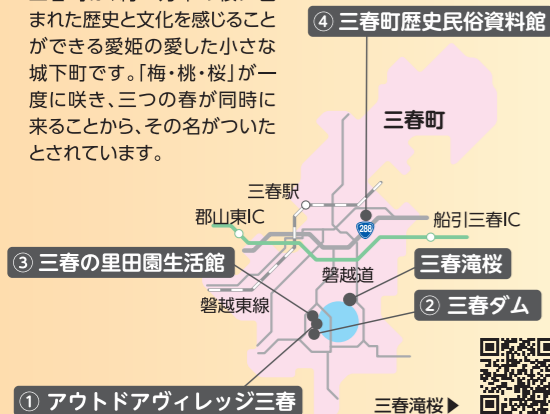 まれた歴史と文化を感じること
ができる愛姫の愛した小さな
城下町です。「梅・桃・桜」が一
度に咲き、三つの春が同時に
来ることから、その名がついた
とされています。
④ 三春町歴史民俗資料館
三春町
三春駅
郡山東IC
288
船引三春IC
③ 三春の里田園生活館
磐越道
三春滝桜
磐越東線
② 三春ダム
① アウトドアヴィレッジ三春
三春滝桜▶